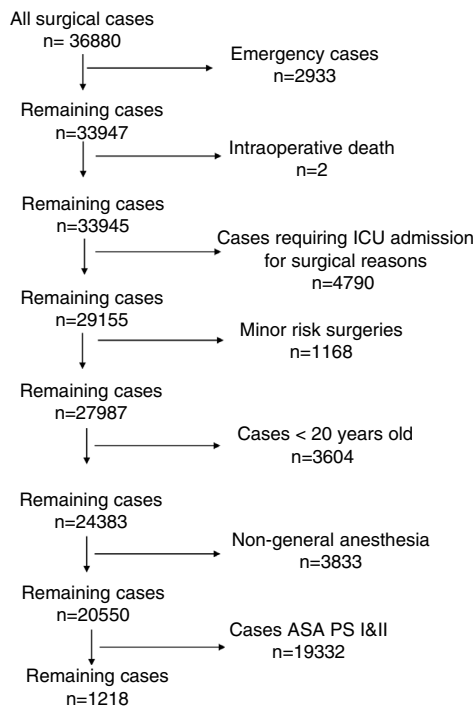 All surgical cases
n= 36880
Emergency cases
n=2933
Remaining cases
n=33947
Intraoperative death
n=2
Remaining cases
n=33945
Cases requiring ICU admission
for surgical reasons
n=4790
Remaining cases
n=29155
Minor risk surgeries
n=1168
Remaining cases
n=27987
Cases < 20 years old
n=3604
Remaining cases
n=24383
Non-general anesthesia
n=3833
Remaining cases
n=20550
Cases ASA PS I&II
n=19332
Remaining cases
n=1218